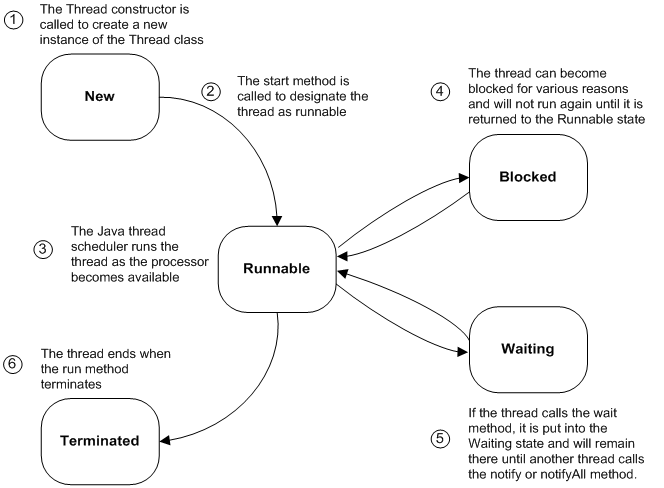 1
The Thread constructor is
called to create a new
instance of the Thread class
New
2
The start method is
called to designate the
thread as runnable
4
The thread can become
blocked for various reasons
and will not run again until it is
returned to the Runnable state
Blocked
3
The Java thread
scheduler runs the
thread as the processor
becomes available
Runnable
Waiting
6
The thread ends when
the run method
terminates
Terminated
5
If the thread calls the wait
method, it is put into the
Waiting state and will remain
there until another thread calls
the notify or notifyAll method.